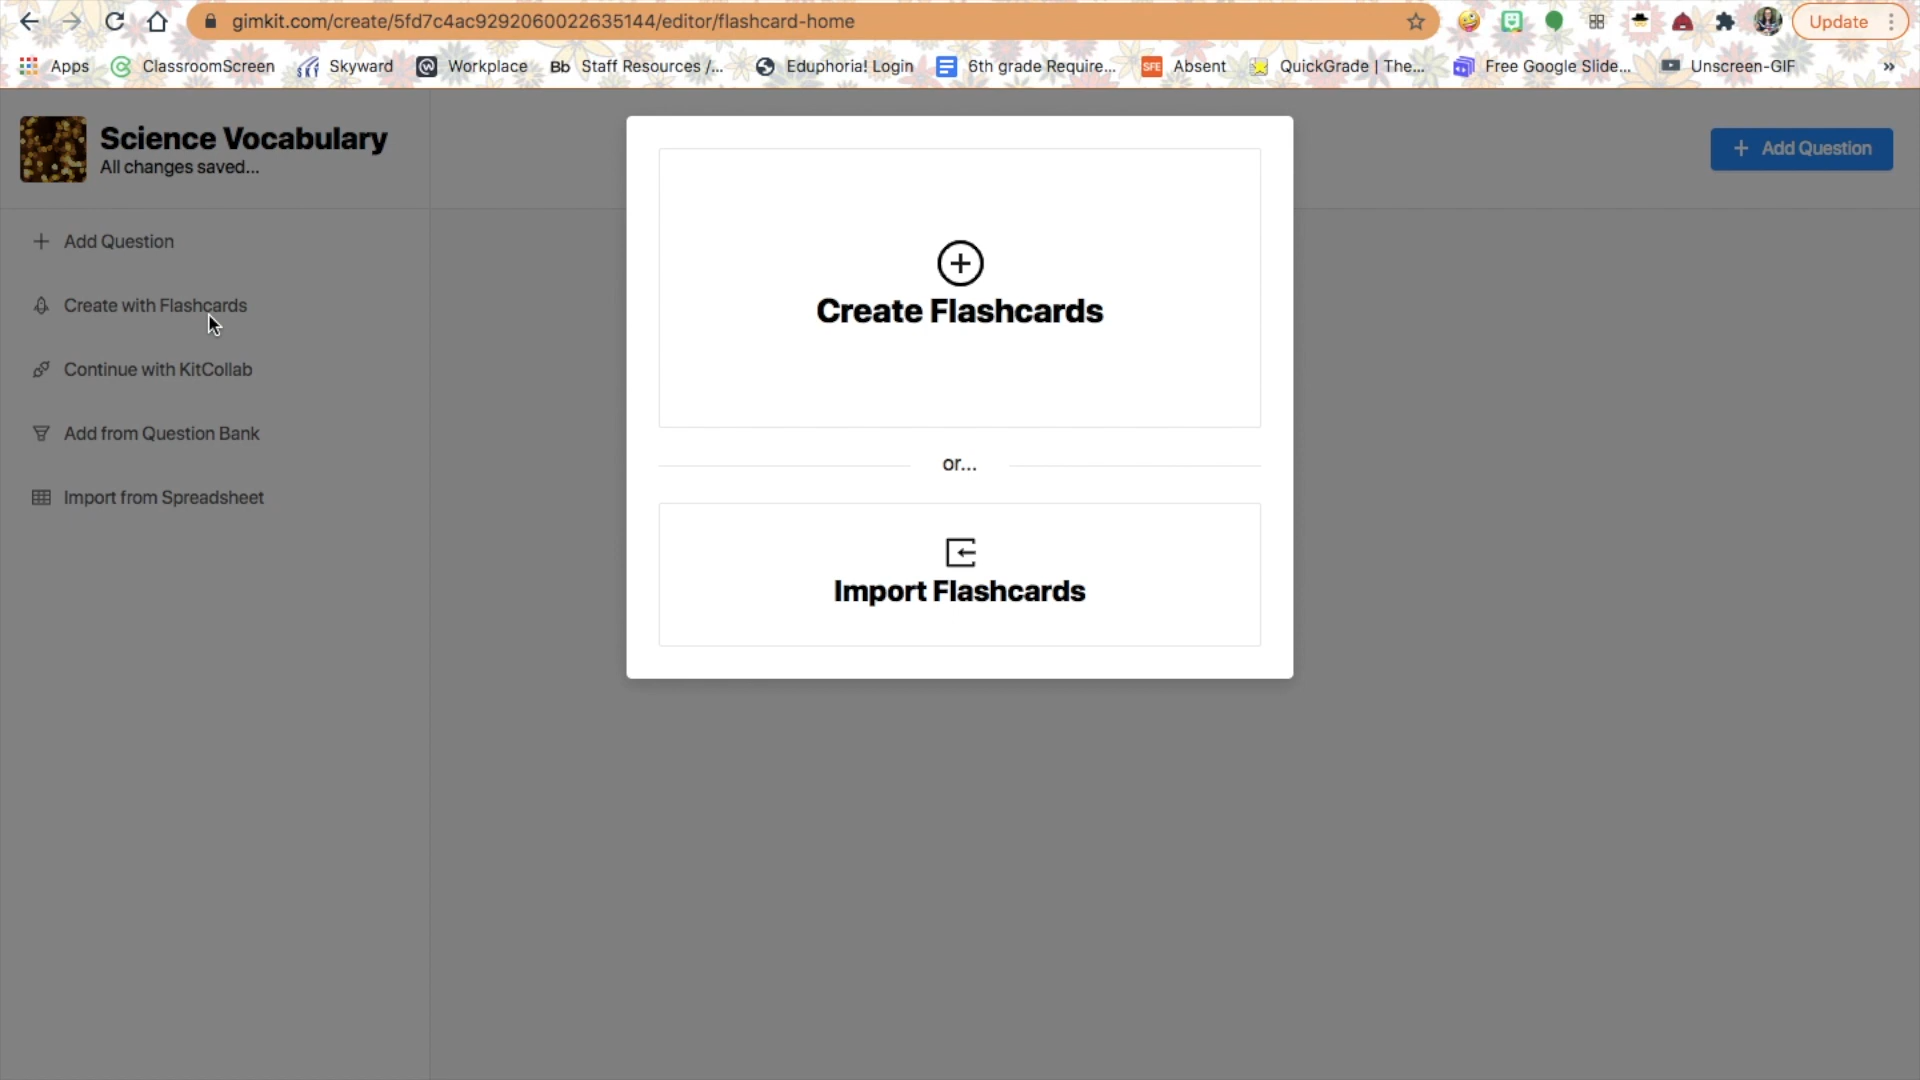 gimkit.com/create/5fd7c4ac9292060022635144/editor/flashcard-home
Update
Apps
ClassroomScreen
Skyward
Workplace
Bb Staff Resources /...
Eduphoria! Login
6th grade Require...
SFE Absent
QuickGrade | The...
Free Google Slide...
Unscreen-GIF
»
Science Vocabulary
All changes saved...
+ Add Question
+ Add Question
Create with Flashcards
Continue with KitCollab
Add from Question Bank
Import from Spreadsheet
Create Flashcards
or...
Import Flashcards